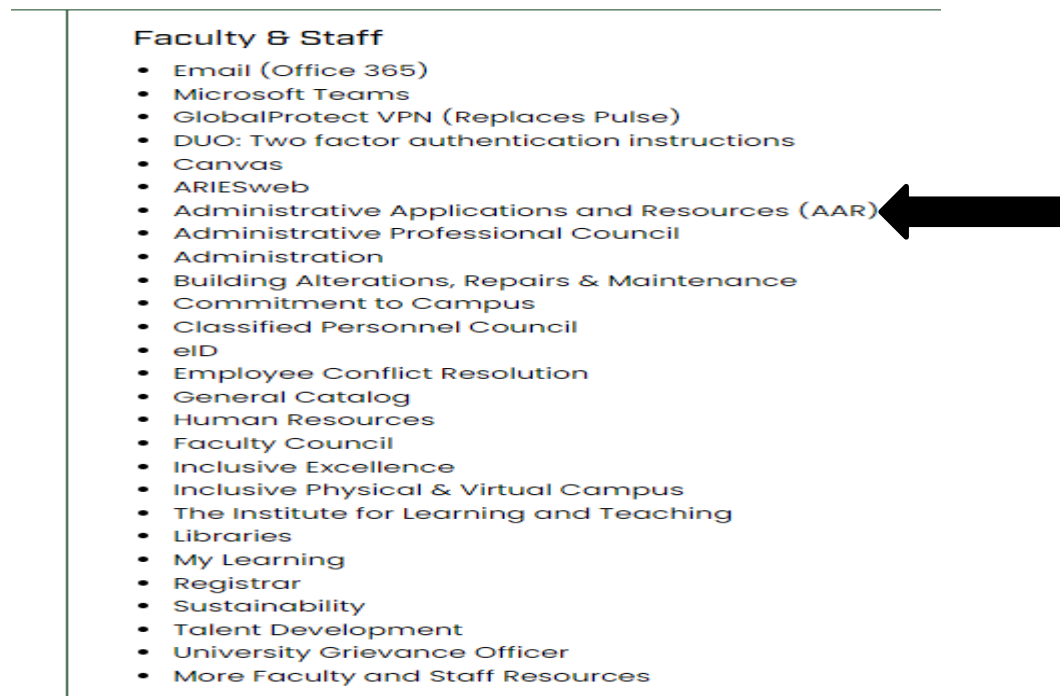 Faculty & Staff
• Email (Office 365)
• Microsoft Teams
• GlobalProtect VPN (Replaces Pulse)
• DUO: Two factor authentication instructions
• Canvas
• ARIESweb
• Administrative Applications and Resources (AAR)
• Administrative Professional Council
• Administration
• Building Alterations, Repairs & Maintenance
• Commitment to Campus
• Classified Personnel Council
• eID
• Employee Conflict Resolution
• General Catalog
• Human Resources
• Faculty Council
• Inclusive Excellence
• Inclusive Physical & Virtual Campus
• The Institute for Learning and Teaching
• Libraries
• My Learning
• Registrar
• Sustainability
• Talent Development
• University Grievance Officer
• More Faculty and Staff Resources